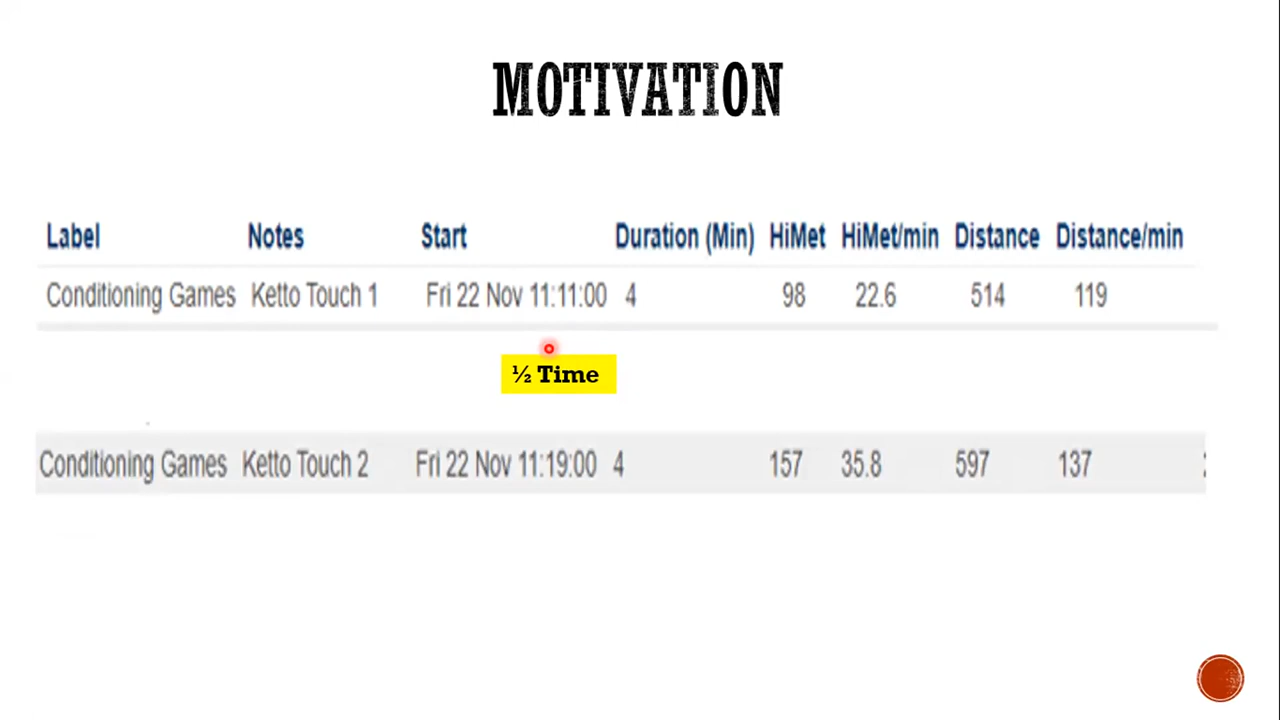 MOTIVATION
Label Notes Start Duration (Min) HiMet HiMet/min Distance Distance/min
Conditioning Games Ketto Touch 1 Fri 22 Nov 11:11:00 4 98 22.6 514 119
½ Time
Conditioning Games Ketto Touch 2 Fri 22 Nov 11:19:00 4 157 35.8 597 137